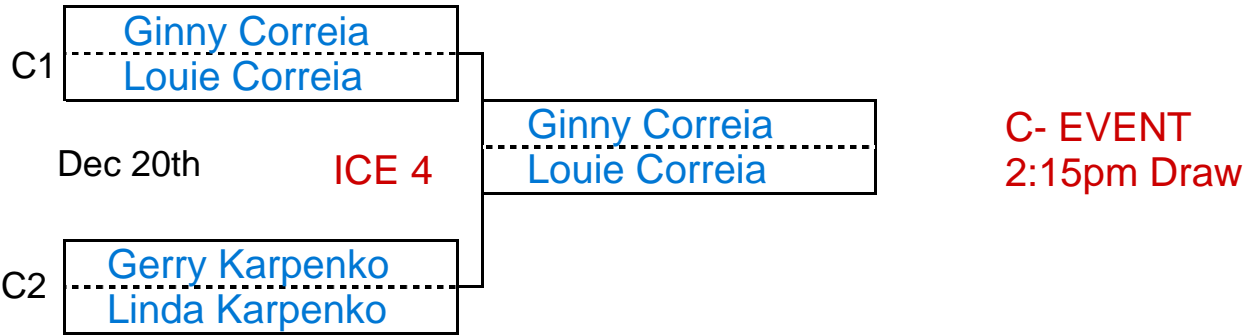 C1
Ginny Correia
Louie Correia
Dec 20th
ICE 4
Ginny Correia
Louie Correia
C- EVENT
2:15pm Draw
C2
Gerry Karpenko
Linda Karpenko